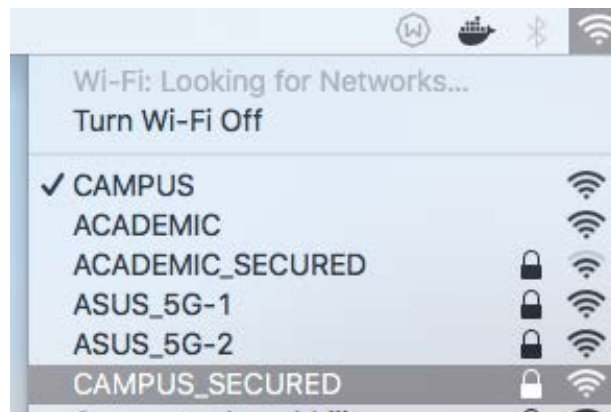 Wi-Fi: Looking for Networks...
Turn Wi-Fi Off
✓ CAMPUS
ACADEMIC
ACADEMIC_SECURED
ASUS_5G-1
ASUS_5G-2
CAMPUS_SECURED